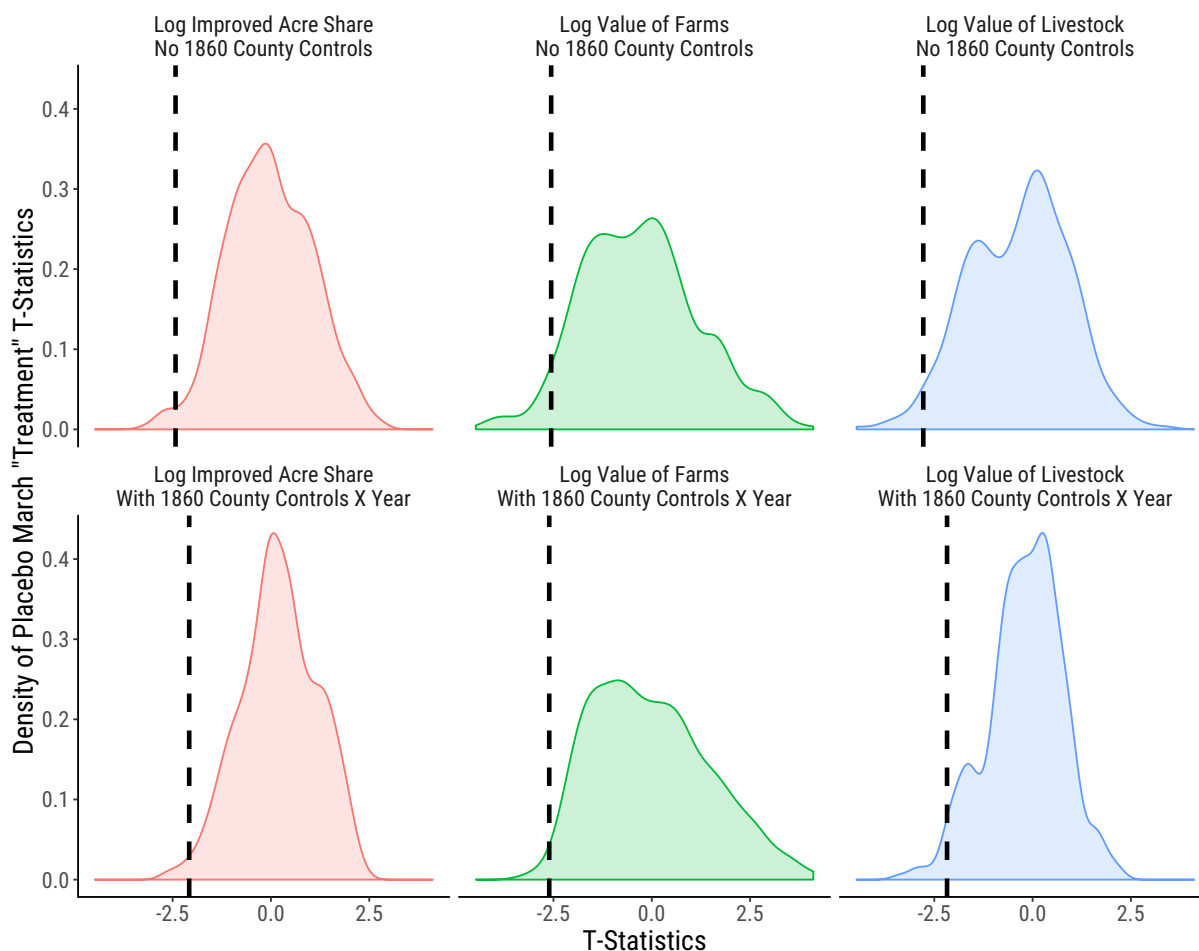 Log Improved Acre Share
No 1860 County Controls
Log Value of Farms
No 1860 County Controls
Log Value of Livestock
No 1860 County Controls
0.4
0.3
0.2
0.1
0.0
Log Improved Acre Share
With 1860 County Controls X Year
Log Value of Farms
With 1860 County Controls X Year
Log Value of Livestock
With 1860 County Controls X Year
0.4
0.3
0.2
0.1
0.0
-2.5 0.0 2.5
-2.5 0.0 2.5
-2.5 0.0 2.5
T-Statistics
Density of Placebo March "Treatment" T-Statistics